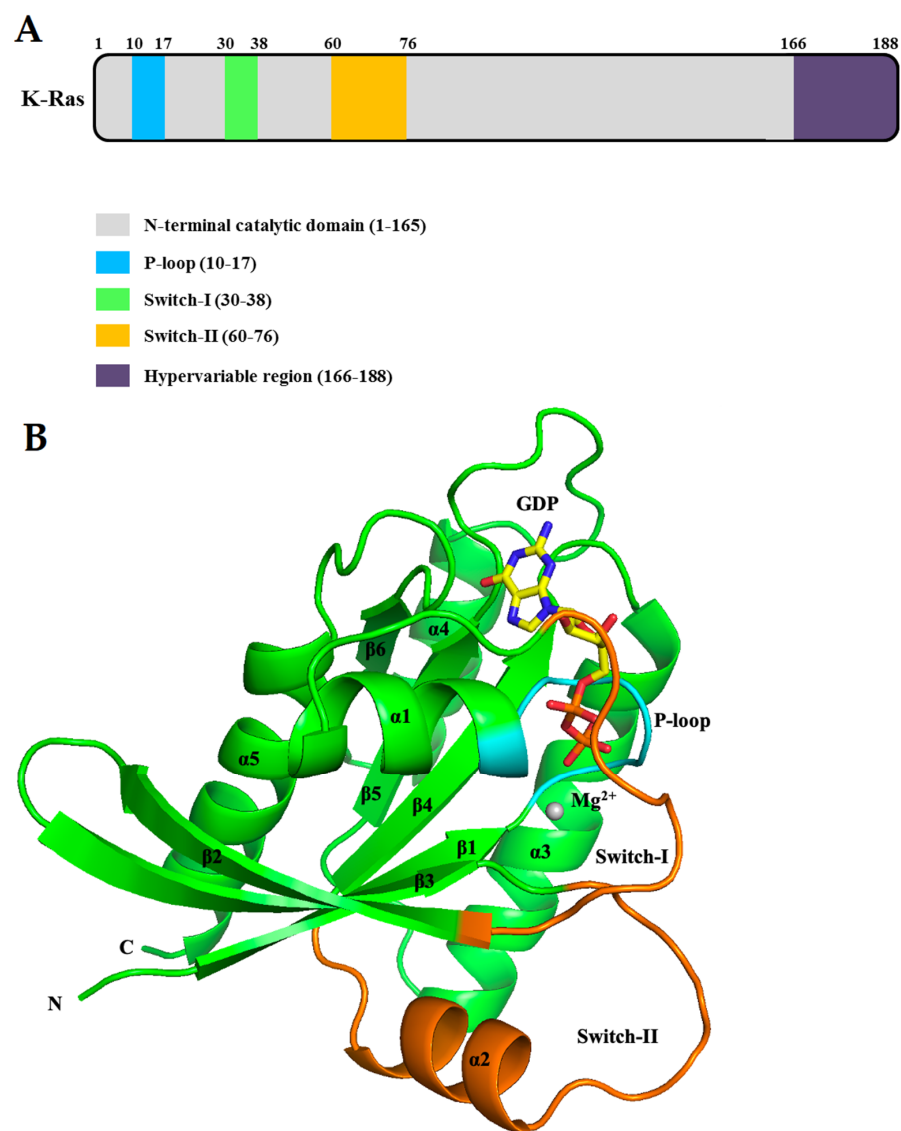 A
1 10 17 30 38 60 76 166 188
K-Ras
N-terminal catalytic domain (1-165)
P-loop (10-17)
Switch-I (30-38)
Switch-II (60-76)
Hypervariable region (166-188)
B
GDP
α4
β6
α1
P-loop
α5
β5
β4
Mg²⁺
β1
α3
Switch-I
β2
β3
C
N
Switch-II
α2